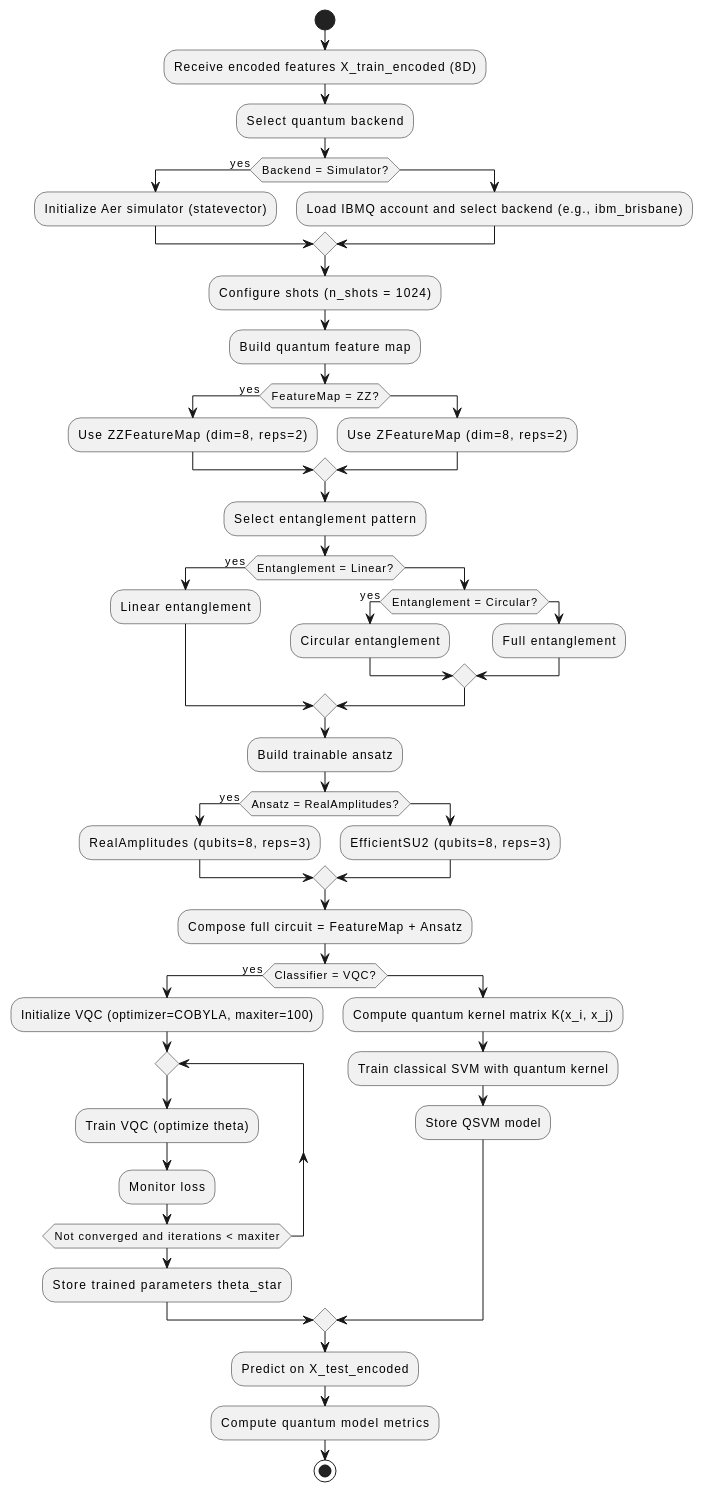 Receive encoded features X_train_encoded (8D)
Select quantum backend
yes
Backend = Simulator?
Initialize Aer simulator (statevector)
Load IBMQ account and select backend (e.g., ibm_brisbane)
Configure shots (n_shots = 1024)
Build quantum feature map
yes
FeatureMap = ZZ?
Use ZZFeatureMap (dim=8, reps=2)
Use ZFeatureMap (dim=8, reps=2)
Select entanglement pattern
yes
Entanglement = Linear?
Linear entanglement
yes
Entanglement = Circular?
Circular entanglement
Full entanglement
Build trainable ansatz
yes
Ansatz = RealAmplitudes?
RealAmplitudes (qubits=8, reps=3)
EfficientSU2 (qubits=8, reps=3)
Compose full circuit = FeatureMap + Ansatz
yes
Classifier = VQC?
Initialize VQC (optimizer=COBYLA, maxiter=100)
Compute quantum kernel matrix K(x_i, x_j)
Train classical SVM with quantum kernel
Train VQC (optimize theta)
Store QSVM model
Monitor loss
Not converged and iterations < maxiter
Store trained parameters theta_star
Predict on X_test_encoded
Compute quantum model metrics